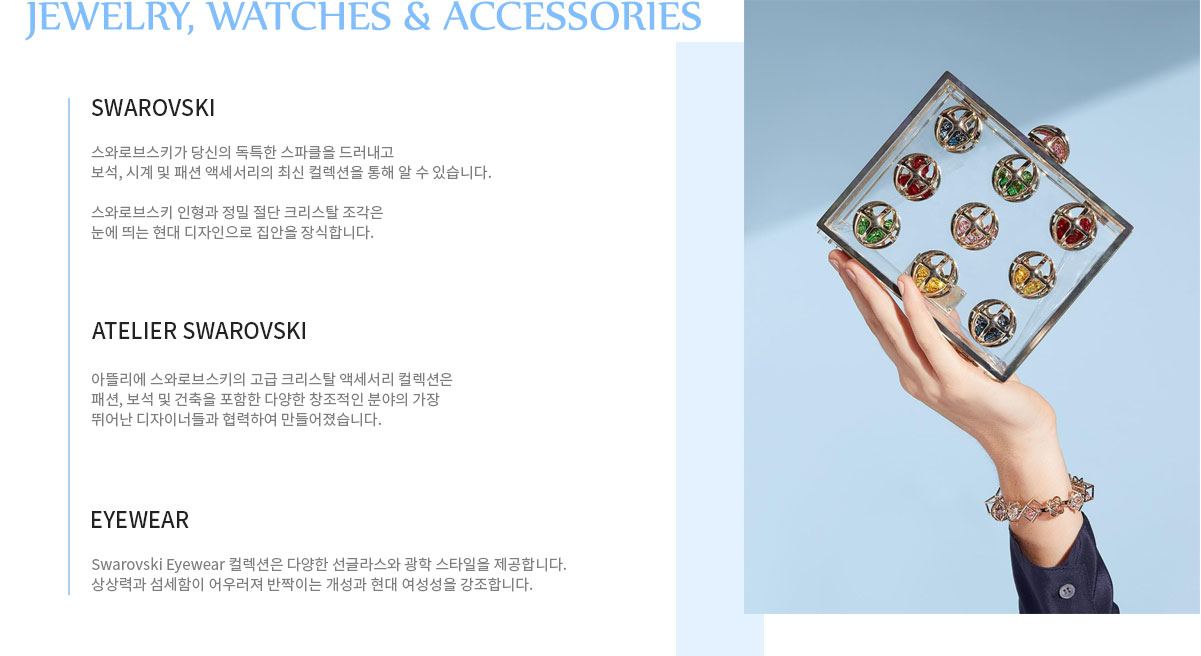 JEWELRY, WATCHES & ACCESSORIES
SWAROVSKI
스와로브스키가 당신의 독특한 스파클을 드러내고
보석, 시계 및 패션 액세서리의 최신 컬렉션을 통해 알 수 있습니다.
스와로브스키 인형과 정밀 절단 크리스탈 조각은
눈에 띄는 현대 디자인으로 집안을 장식합니다.
ATELIER SWAROVSKI
아뜰리에 스와로브스키의 고급 크리스탈 액세서리 컬렉션은
패션, 보석 및 건축을 포함한 다양한 창조적인 분야의 가장
뛰어난 디자이너들과 협력하여 만들어졌습니다.
EYEWEAR
Swarovski Eyewear 컬렉션은 다양한 선글라스와 광학 스타일을 제공합니다.
상상력과 섬세함이 어우러져 반짝이는 개성과 현대 여성성을 강조합니다.